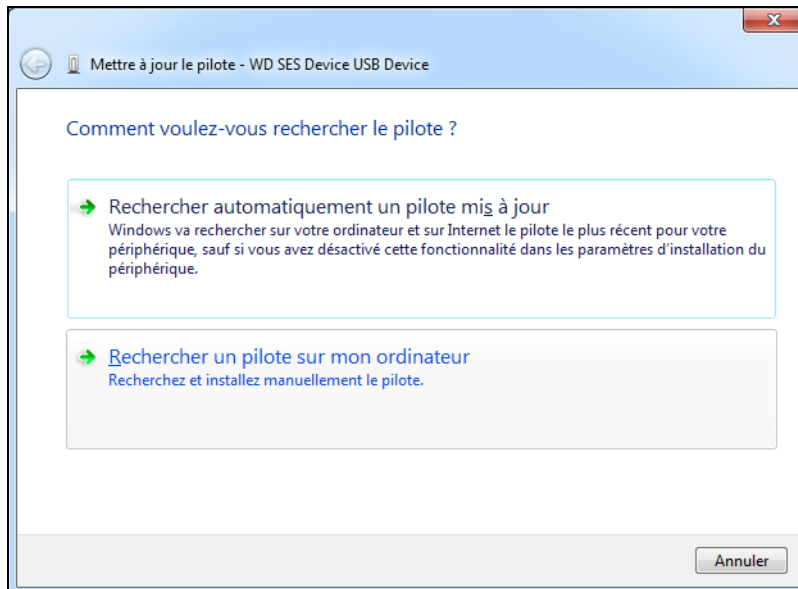 Mettre à jour le pilote - WD SES Device USB Device
Comment voulez-vous rechercher le pilote ?
Rechercher automatiquement un pilote mis à jour
Windows va rechercher sur votre ordinateur et sur Internet le pilote le plus récent pour votre
périphérique, sauf si vous avez désactivé cette fonctionnalité dans les paramètres d'installation du
périphérique.
Rechercher un pilote sur mon ordinateur
Recherchez et installez manuellement le pilote.
Annuler